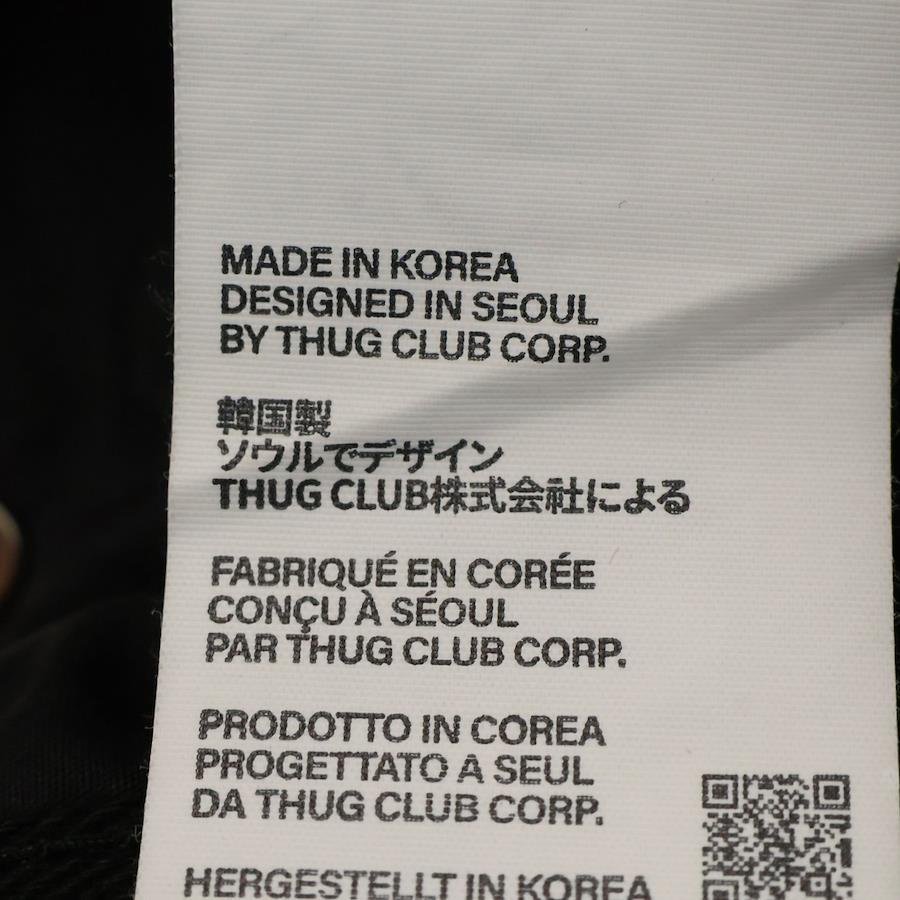 MADE IN KOREA
DESIGNED IN SEOUL
BY THUG CLUB CORP.
韓国製
ソウルでデザイン
THUG CLUB株式会社による
FABRIQUÉ EN CORÉE
CONÇU À SÉOUL
PAR THUG CLUB CORP.
PRODOTTO IN COREA
PROGETTATO A SEUL
DA THUG CLUB CORP.
HERGESTELLT IN KOREA